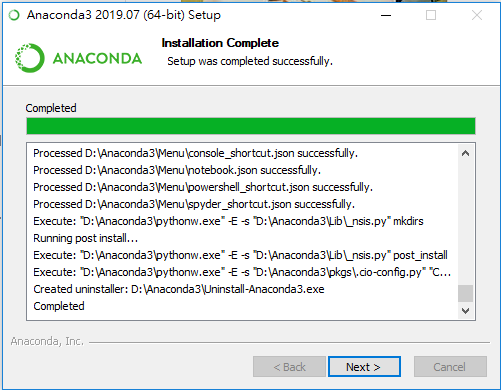 Anaconda3 2019.07 (64-bit) Setup
Installation Complete
Setup was completed successfully.
ANACONDA
Completed
Processed D:\Anaconda3\Menu\console_shortcut.json successfully.
Processed D:\Anaconda3\Menu\notebook.json successfully.
Processed D:\Anaconda3\Menu\powershell_shortcut.json successfully.
Processed D:\Anaconda3\Menu\spyder_shortcut.json successfully.
Execute: "D:\Anaconda3\pythonw.exe" -E -s "D:\Anaconda3\Lib\_nsis.py" mkdirs
Running post install...
Execute: "D:\Anaconda3\pythonw.exe" -E -s "D:\Anaconda3\Lib\_nsis.py" post_install
Execute: "D:\Anaconda3\pythonw.exe" -E -s "D:\Anaconda3\pkgs\.cio-config.py" "C...
Created uninstaller: D:\Anaconda3\Uninstall-Anaconda3.exe
Completed
Anaconda, Inc.
< Back
Next >
Cancel